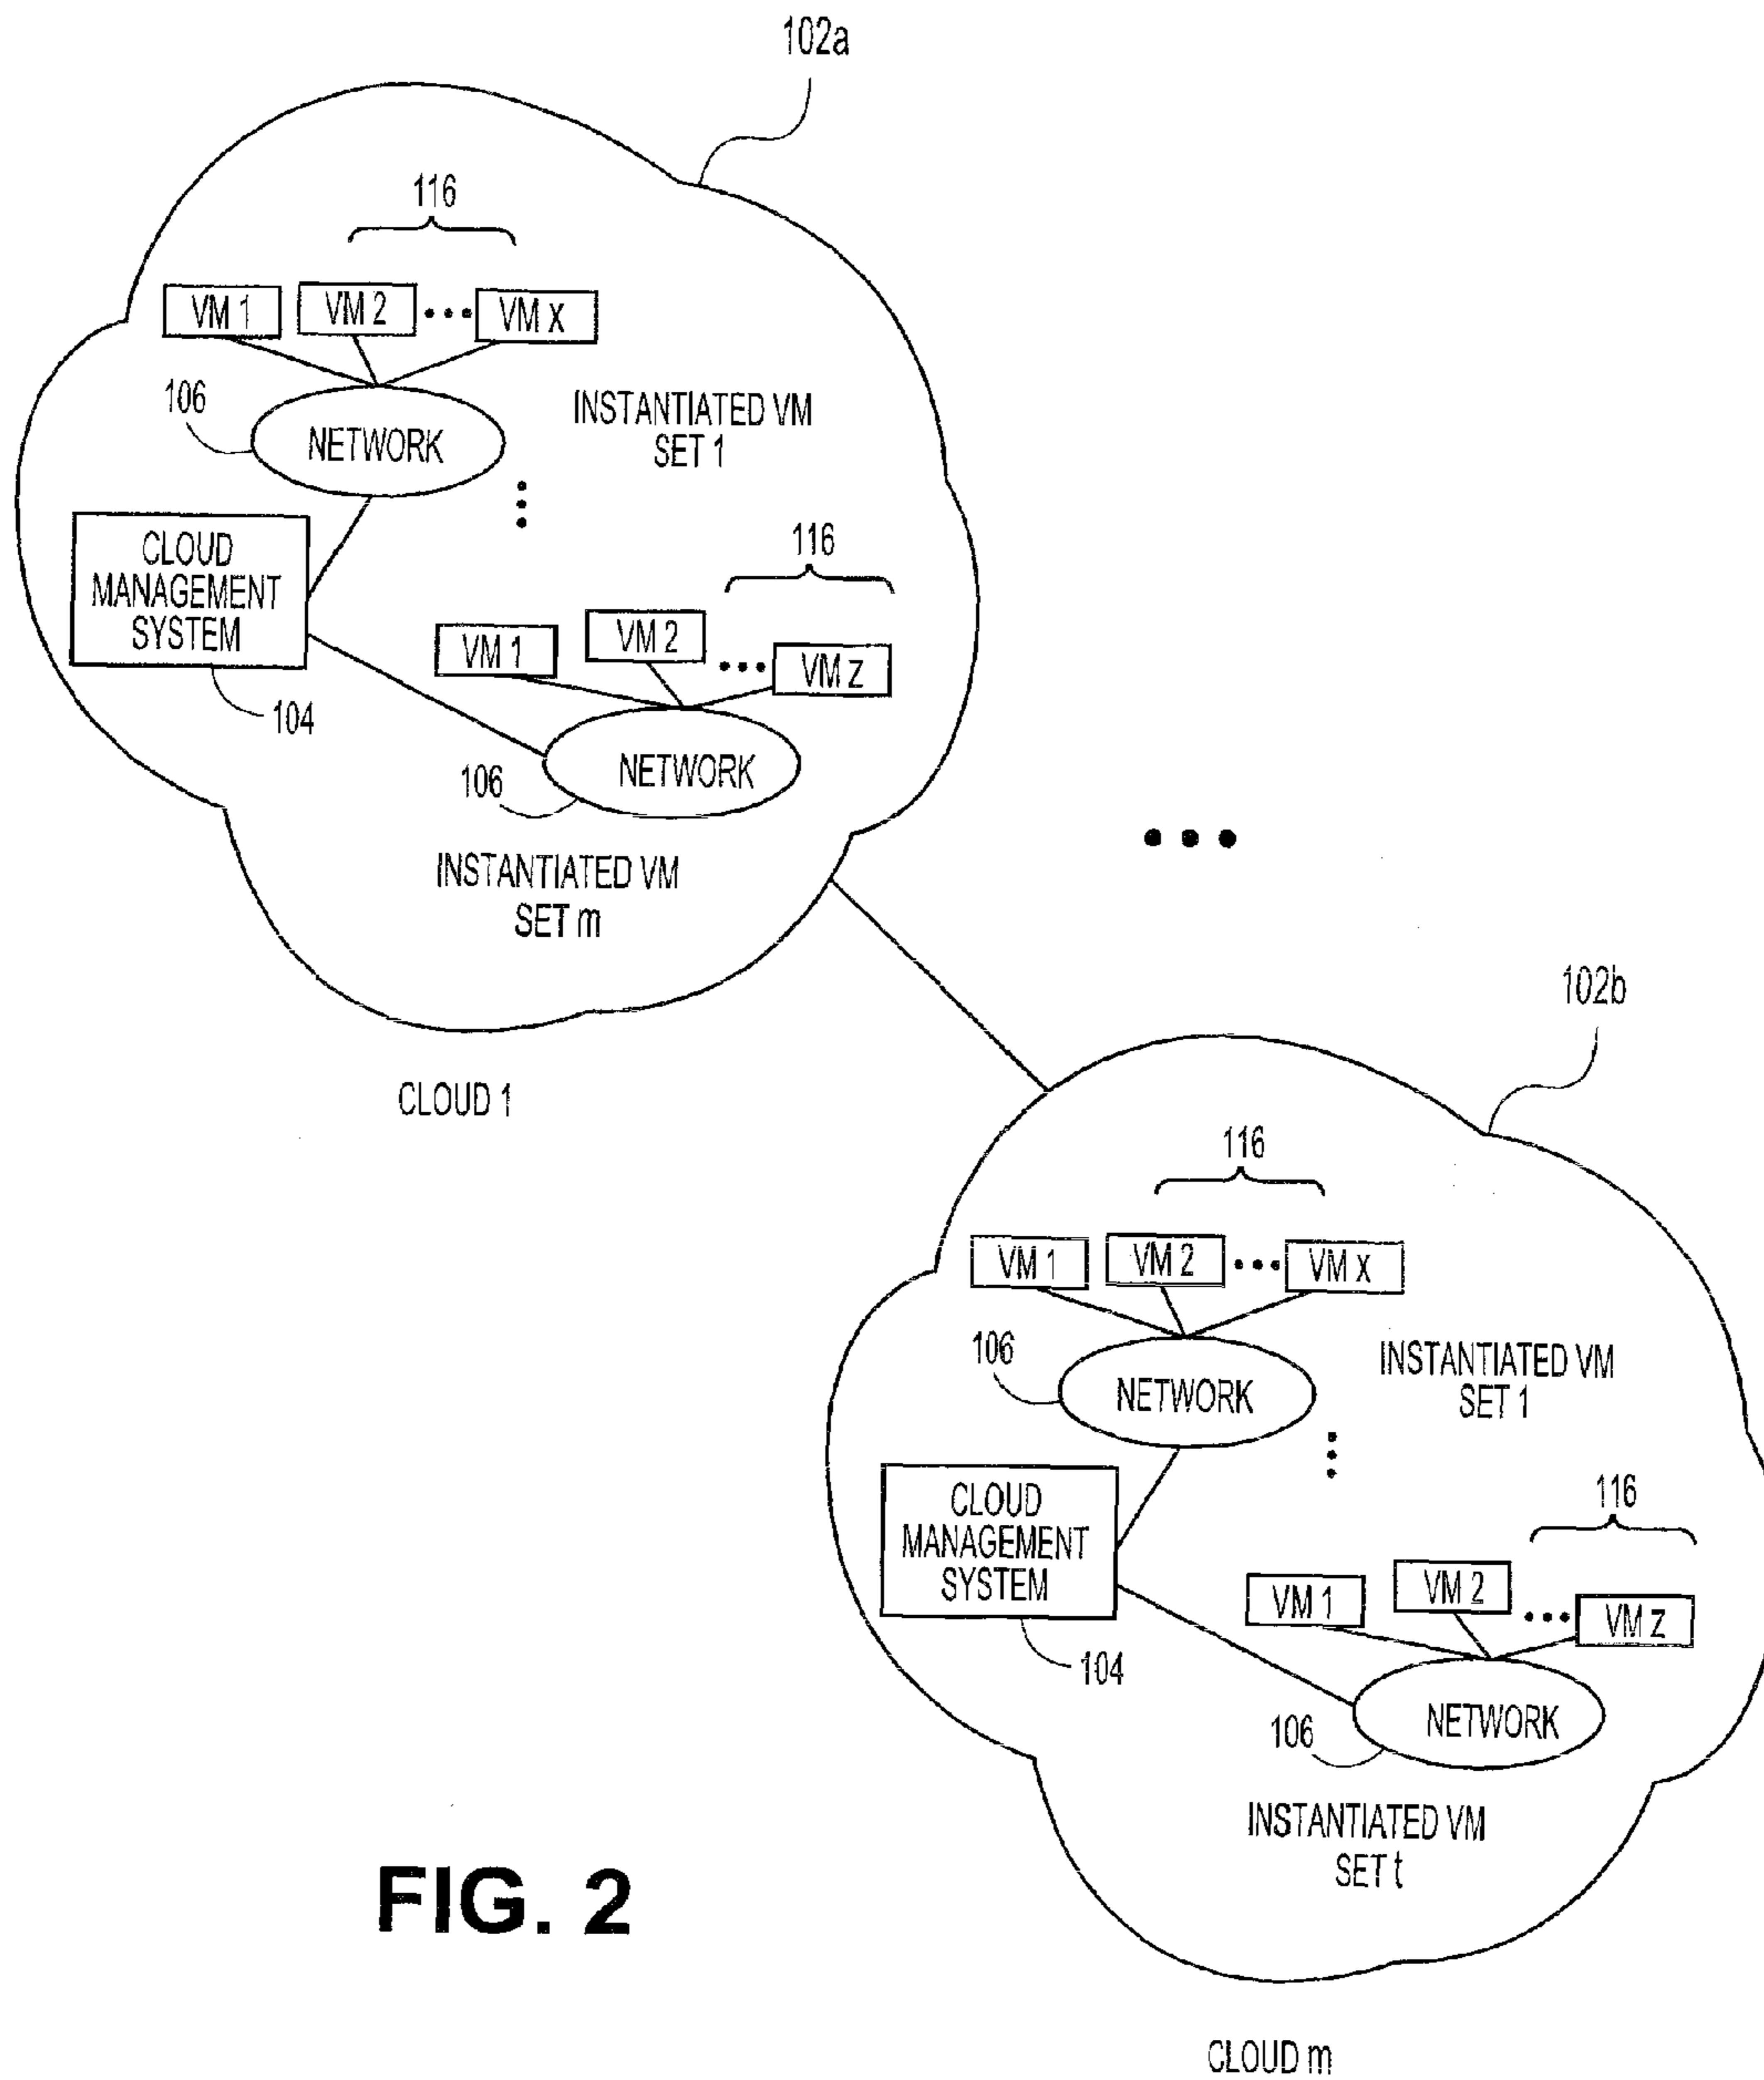 102a
116
VM 1
VM 2
VM X
106
NETWORK
INSTANTIATED VM
SET 1
CLOUD
MANAGEMENT
SYSTEM
104
116
VM 1
VM 2
VM Z
106
NETWORK
INSTANTIATED VM
SET m
CLOUD 1
102b
116
VM 1
VM 2
VM X
106
NETWORK
INSTANTIATED VM
SET 1
CLOUD
MANAGEMENT
SYSTEM
104
116
VM 1
VM 2
VM Z
106
NETWORK
INSTANTIATED VM
SET t
FIG. 2
CLOUD m